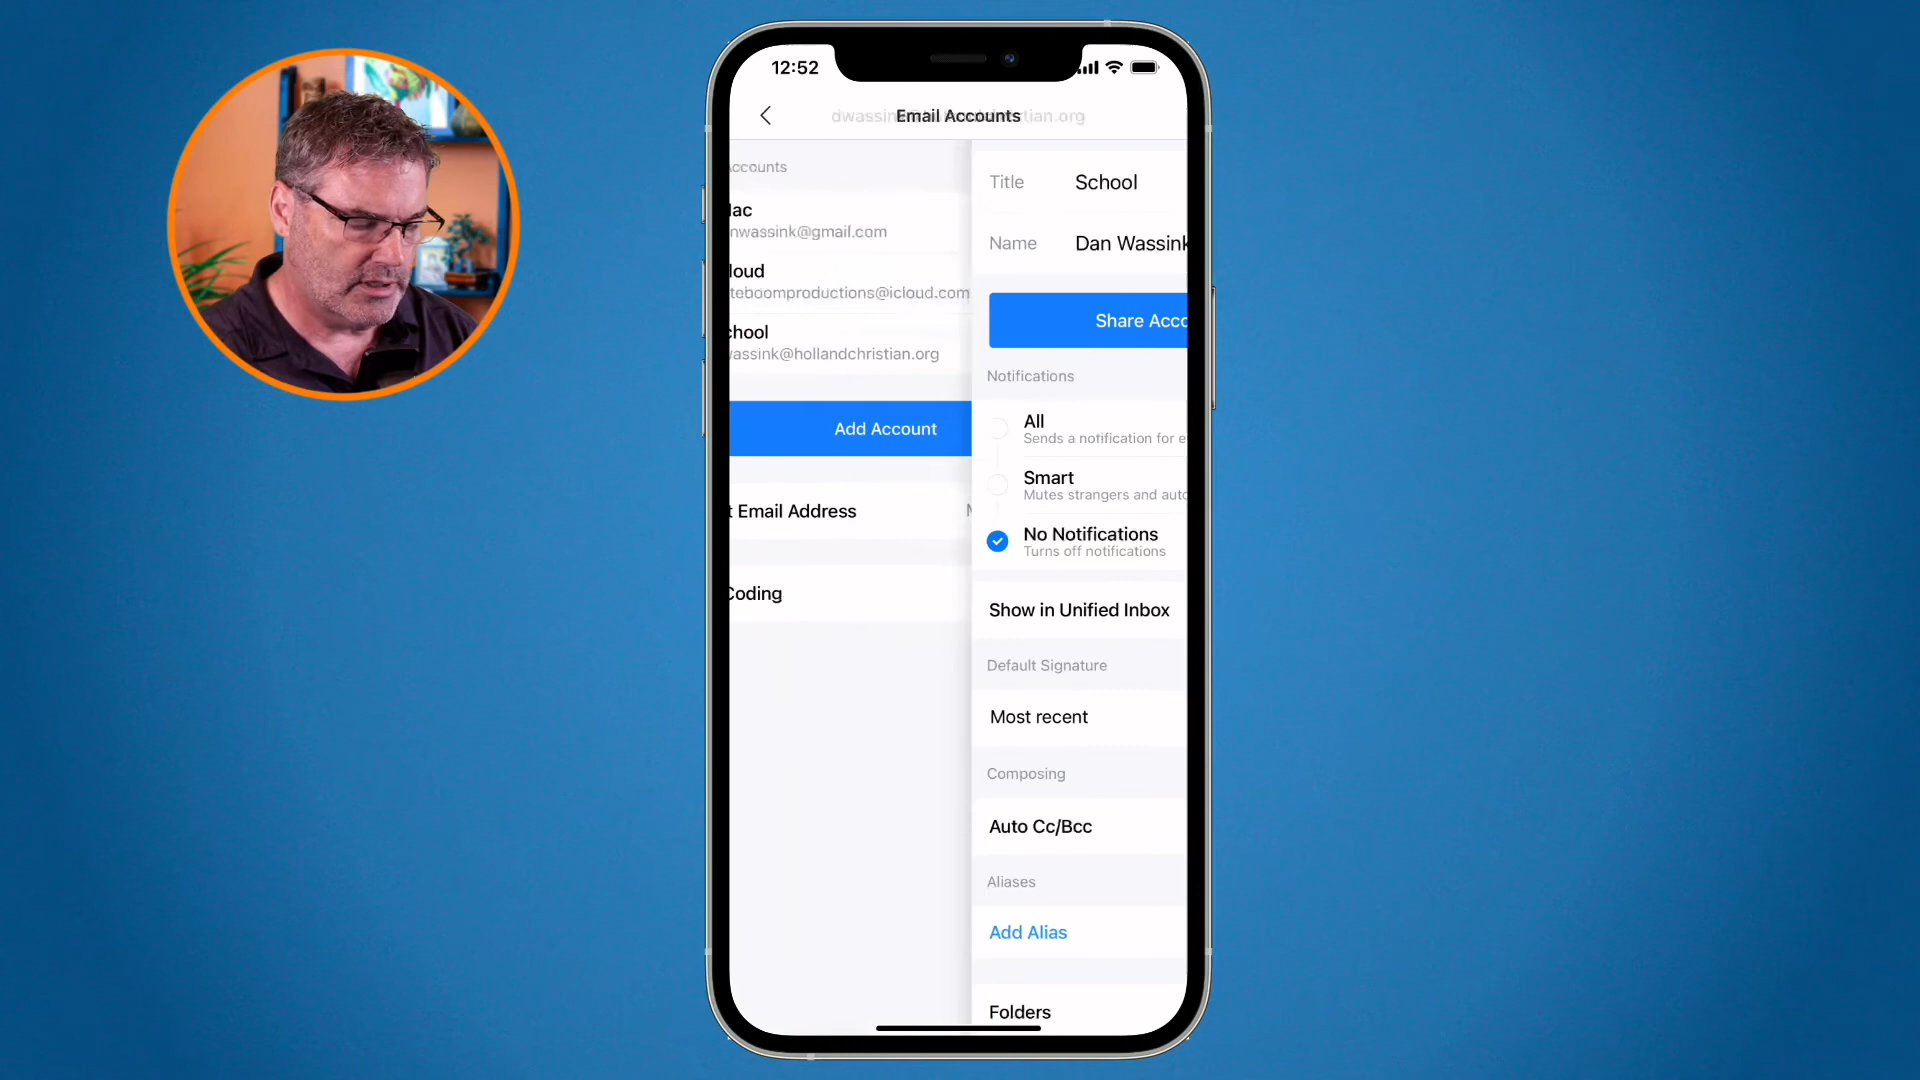 12:52
Email Accounts
ccounts
Title School
ac
nwassink@gmail.com
Name Dan Wassink
loud
teboomproductions@icloud.com
Share Acco
chool
assink@hollandchristian.org
Notifications
All
Sends a notification for e
Add Account
Smart
Mutes strangers and auto
t Email Address
No Notifications
Turns off notifications
Coding
Show in Unified Inbox
Default Signature
Most recent
Composing
Auto Cc/Bcc
Aliases
Add Alias
Folders